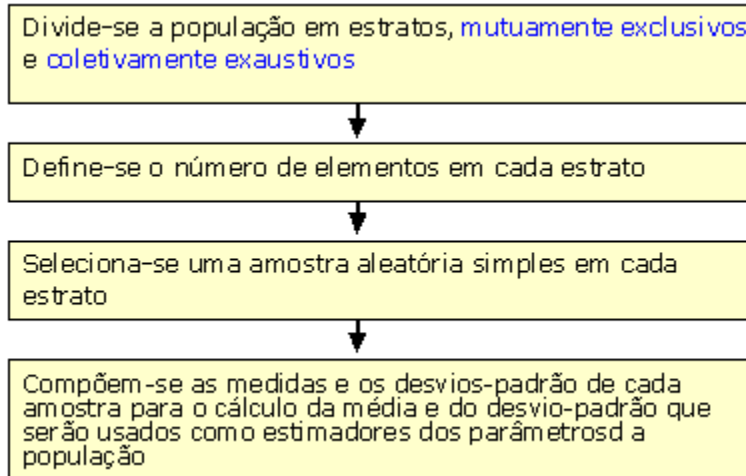 Divide-se a população em estratos, mutuamente exclusivos
e coletivamente exaustivos
Define-se o número de elementos em cada estrato
Seleciona-se uma amostra aleatória simples em cada
estrato
Compõem-se as medidas e os desvios-padrão de cada
amostra para o cálculo da média e do desvio-padrão que
serão usados como estimadores dos parâmetrosd a
população